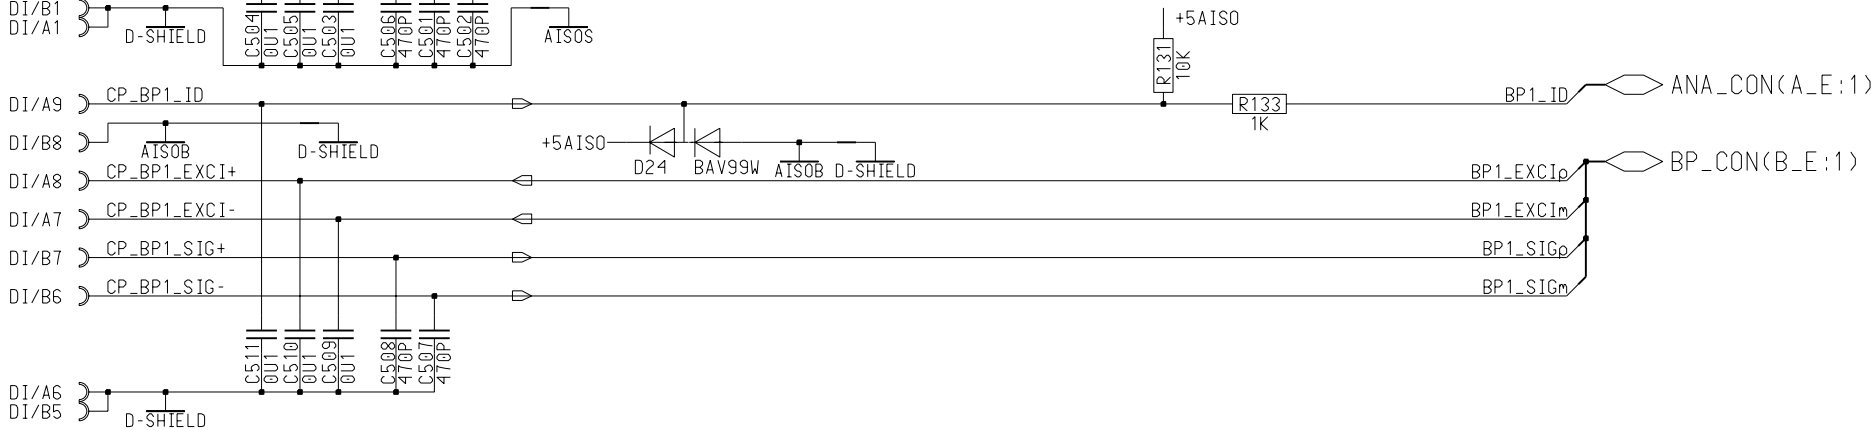 DI/B1
DI/A1
D-SHIELD
C504
0U1
C505
0U1
C503
0U1
C506
470P
C501
470P
C502
470P
AISOS
+5AISO
R131
10K
DI/A9
CP_BP1_ID
R133
1K
BP1_ID
ANA_CON(A_E:1)
DI/B8
AISOB
D-SHIELD
+5AISO
D24
BAV99W
AISOB
D-SHIELD
DI/A8
CP_BP1_EXCI+
BP1_EXCIp
BP_CON(B_E:1)
DI/A7
CP_BP1_EXCI-
BP1_EXCIm
DI/B7
CP_BP1_SIG+
BP1_SIGp
DI/B6
CP_BP1_SIG-
BP1_SIGm
C511
0U1
C510
0U1
C509
0U1
C508
470P
C507
470P
DI/A6
DI/B5
D-SHIELD